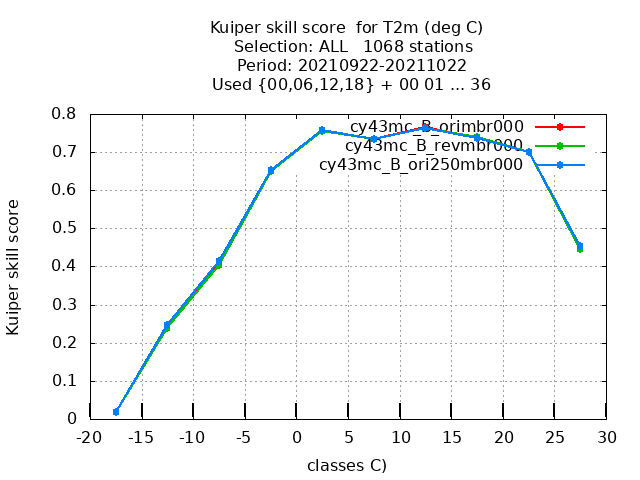 Kuiper skill score  for T2m (deg C)
Selection: ALL   1068 stations
Period: 20210922-20211022
Used {00,06,12,18} + 00 01 ... 36
cy43mc_B_orimbr000
cy43mc_B_revmbr000
cy43mc_B_ori250mbr000
Kuiper skill score
0.8
0.7
0.6
0.5
0.4
0.3
0.2
0.1
0
-20 -15 -10 -5 0 5 10 15 20 25 30
classes C)